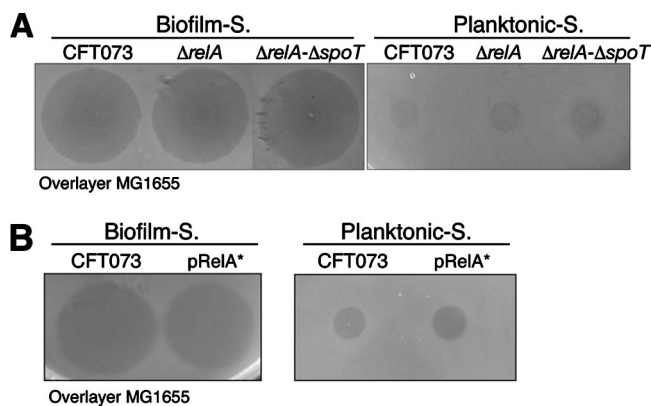 A
Biofilm-S.
Planktonic-S.
CFT073 ΔrelA ΔrelA-ΔspoT
CFT073 ΔrelA ΔrelA-ΔspoT
Overlayer MG1655
B
Biofilm-S.
Planktonic-S.
CFT073 pRelA*
CFT073 pRelA*
Overlayer MG1655